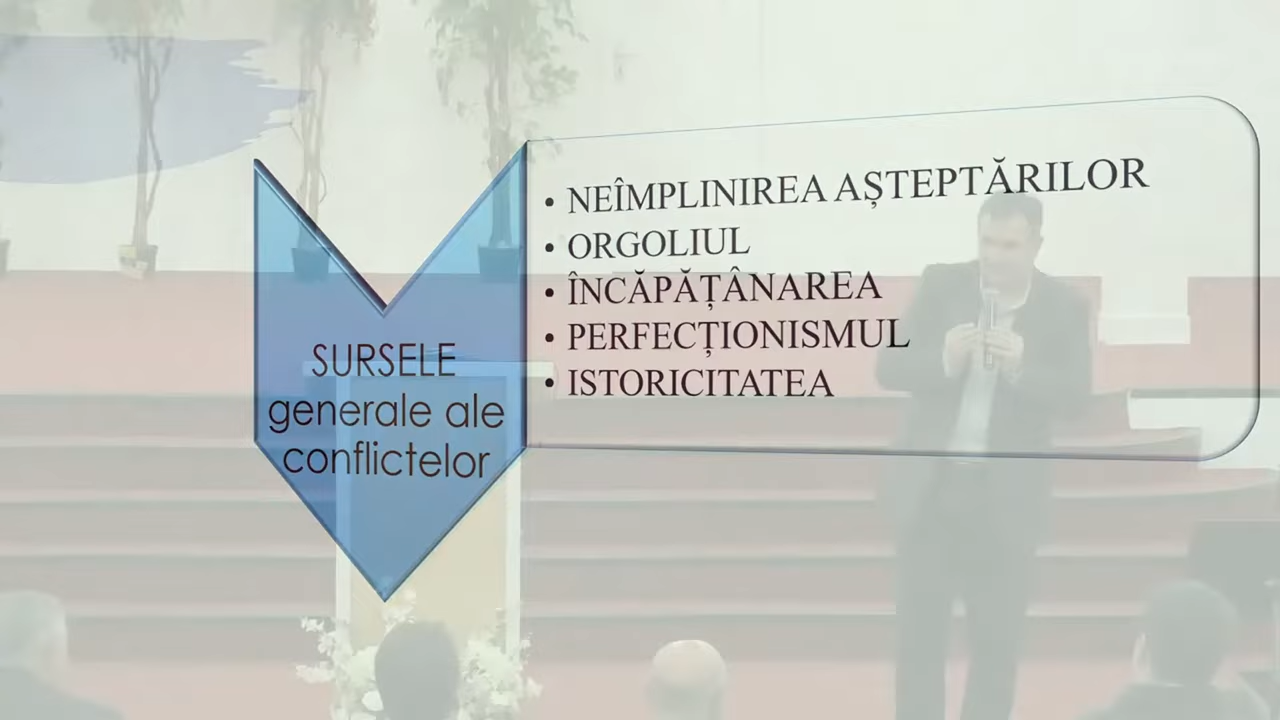 SURSELE
generale ale
conflictelor
• NEÎMPLINIREA AȘTEPTĂRILOR
• ORGOLIUL
• ÎNCĂPĂȚÂNAREA
• PERFECȚIONISMUL
• ISTORICITATEA